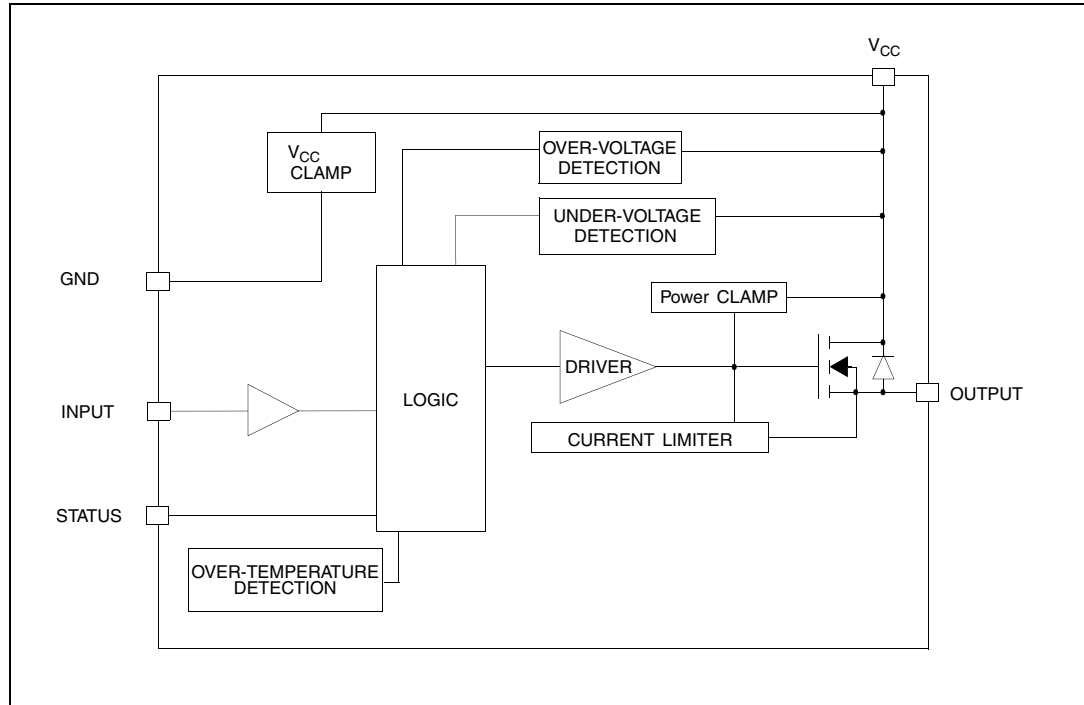 VCC
VCC
CLAMP
OVER-VOLTAGE
DETECTION
UNDER-VOLTAGE
DETECTION
GND
Power CLAMP
DRIVER
LOGIC
INPUT
OUTPUT
CURRENT LIMITER
STATUS
OVER-TEMPERATURE
DETECTION